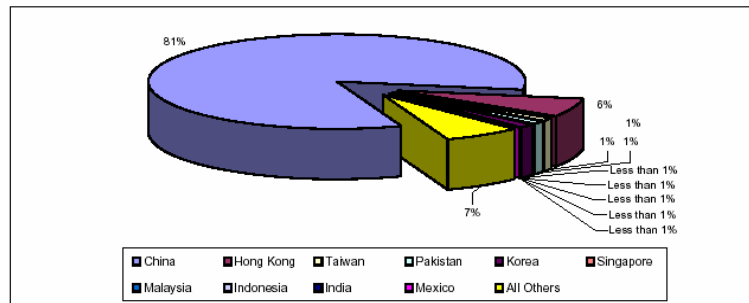 81%
6%
1%
1% 1%
Less than 1%
Less than 1%
Less than 1%
Less than 1%
Less than 1%
7%
China Hong Kong Taiwan Pakistan Korea Singapore
Malaysia Indonesia India Mexico All Others